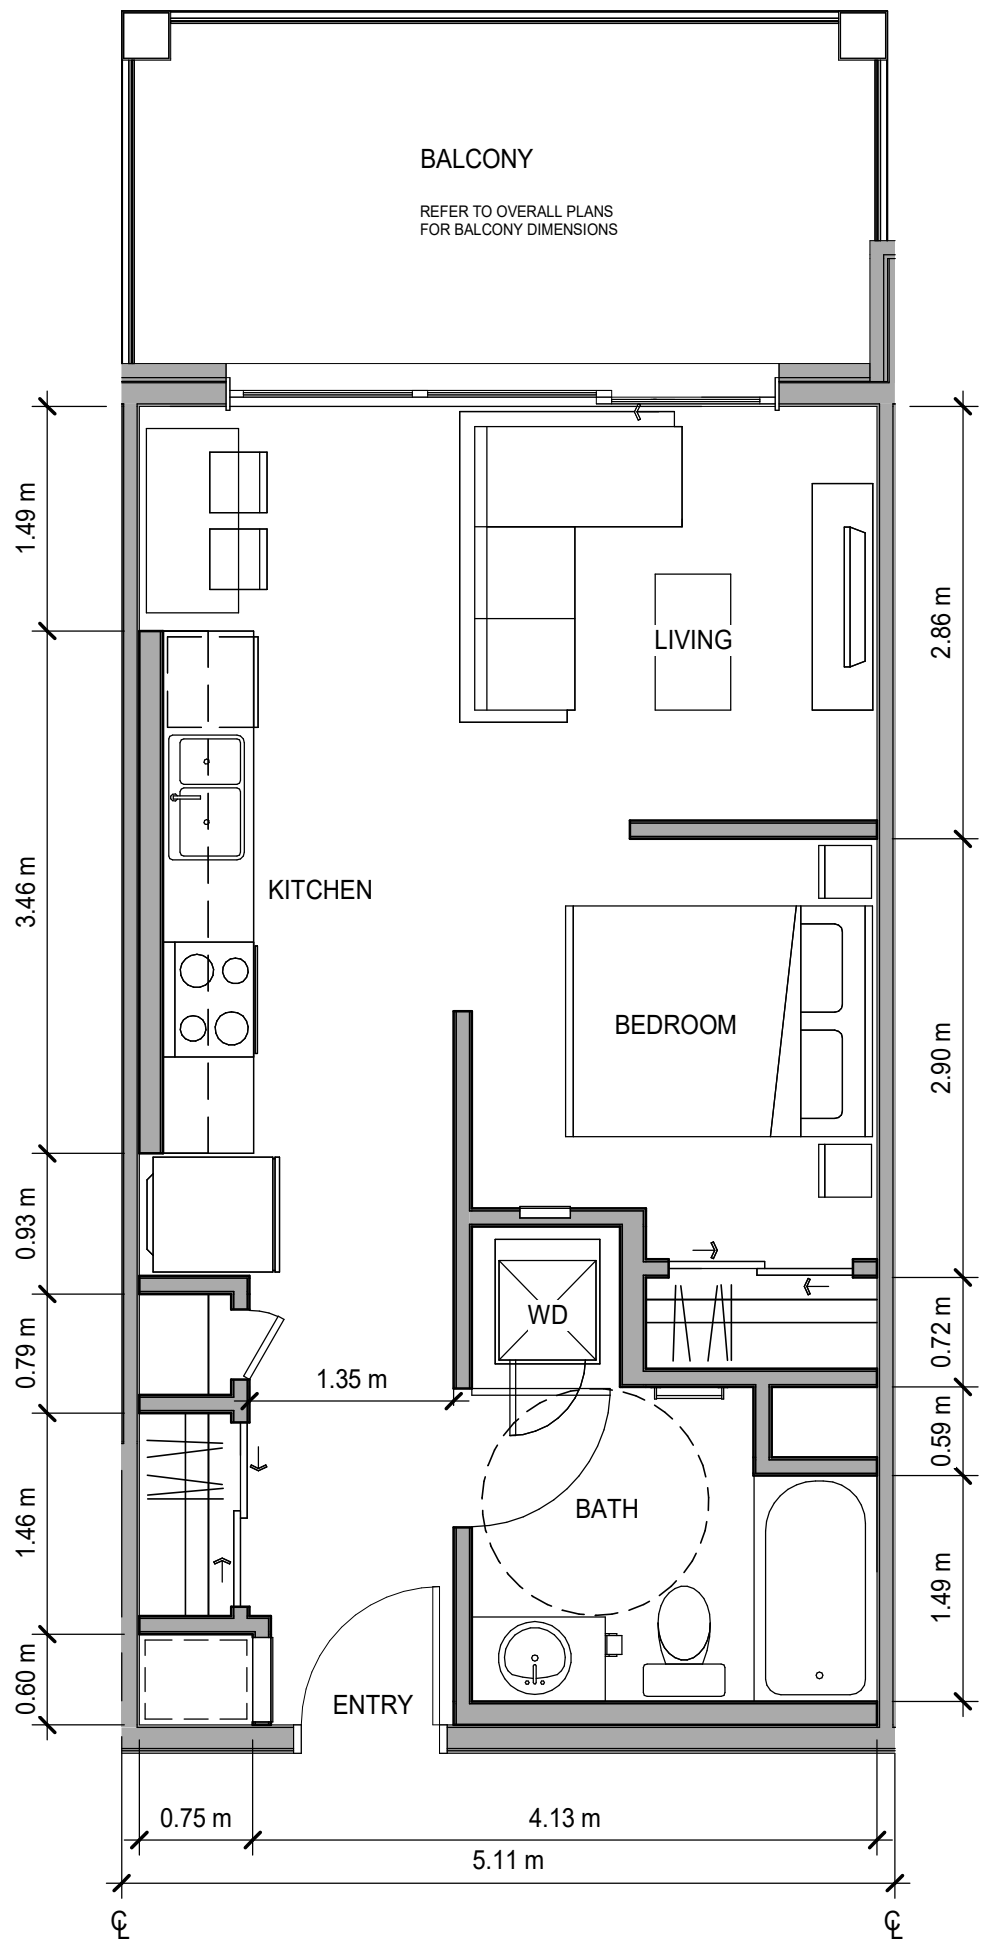 BALCONY
REFER TO OVERALL PLANS
FOR BALCONY DIMENSIONS
1.49 m
2.86 m
LIVING
3.46 m
KITCHEN
BEDROOM
2.90 m
0.93 m
WD
0.79 m
0.72 m
1.35 m
0.59 m
BATH
1.46 m
1.49 m
0.60 m
ENTRY
0.75 m
4.13 m
5.11 m
℄
℄